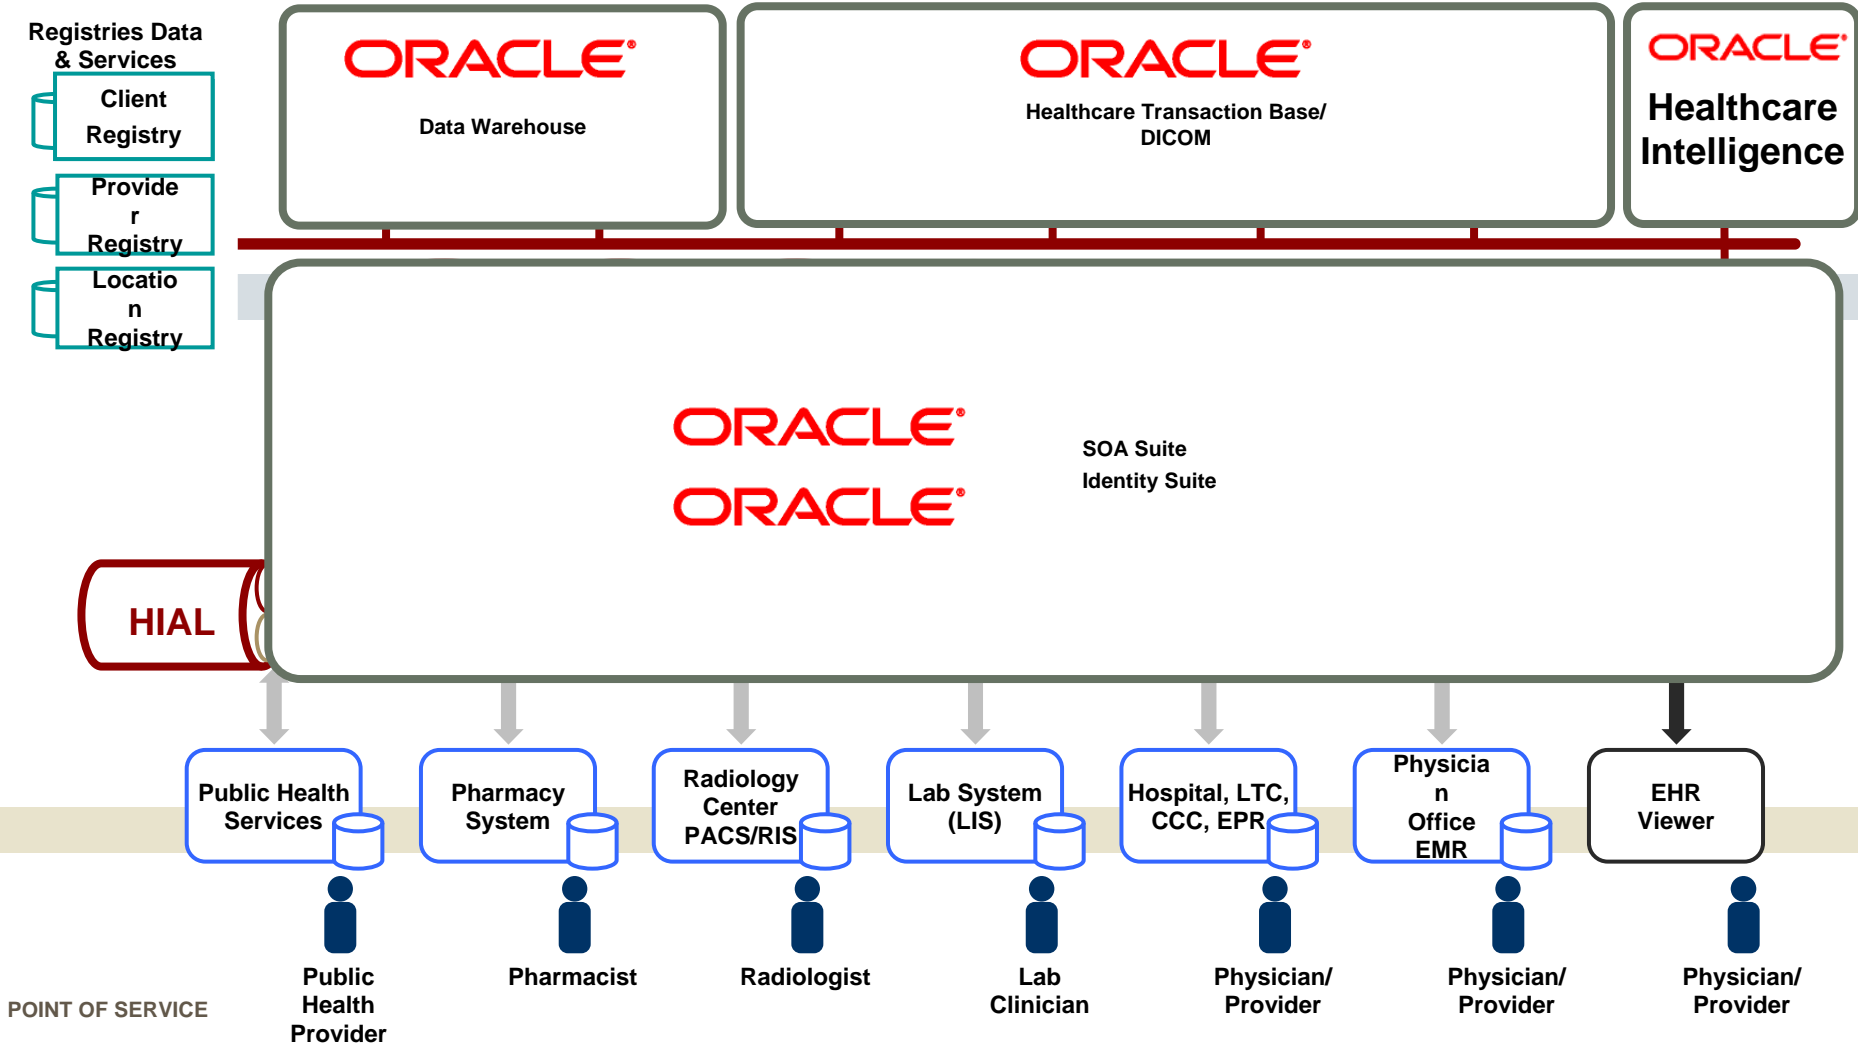 Registries Data
& Services
Client
Registry
Provide
r
Registry
Locatio
n
Registry
ORACLE®
Data Warehouse
ORACLE®
Healthcare Transaction Base/
DICOM
ORACLE®
Healthcare
Intelligence
ORACLE®
SOA Suite
Identity Suite
ORACLE®
HIAL
Public Health
Services
Pharmacy
System
Radiology
Center
PACS/RIS
Lab System
(LIS)
Hospital, LTC,
CCC, EPR
Physicia
n
Office
EMR
EHR
Viewer
Public
Health
Provider
Pharmacist
Radiologist
Lab
Clinician
Physician/
Provider
Physician/
Provider
Physician/
Provider
POINT OF SERVICE